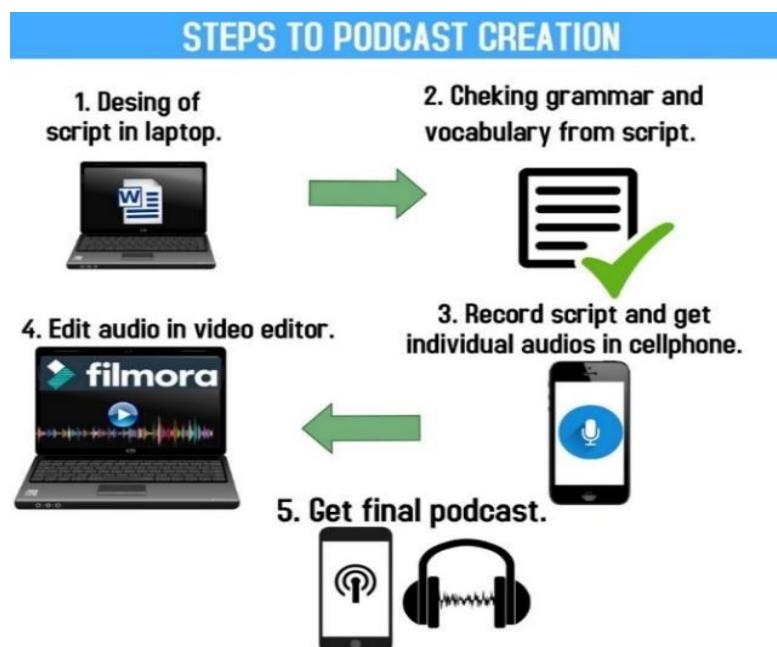 STEPS TO PODCAST CREATION
1. Desing of
script in laptop.
2. Cheking grammar and
vocabulary from script.
W
3. Record script and get
individual audios in cellphone.
4. Edit audio in video editor.
filmora
5. Get final podcast.